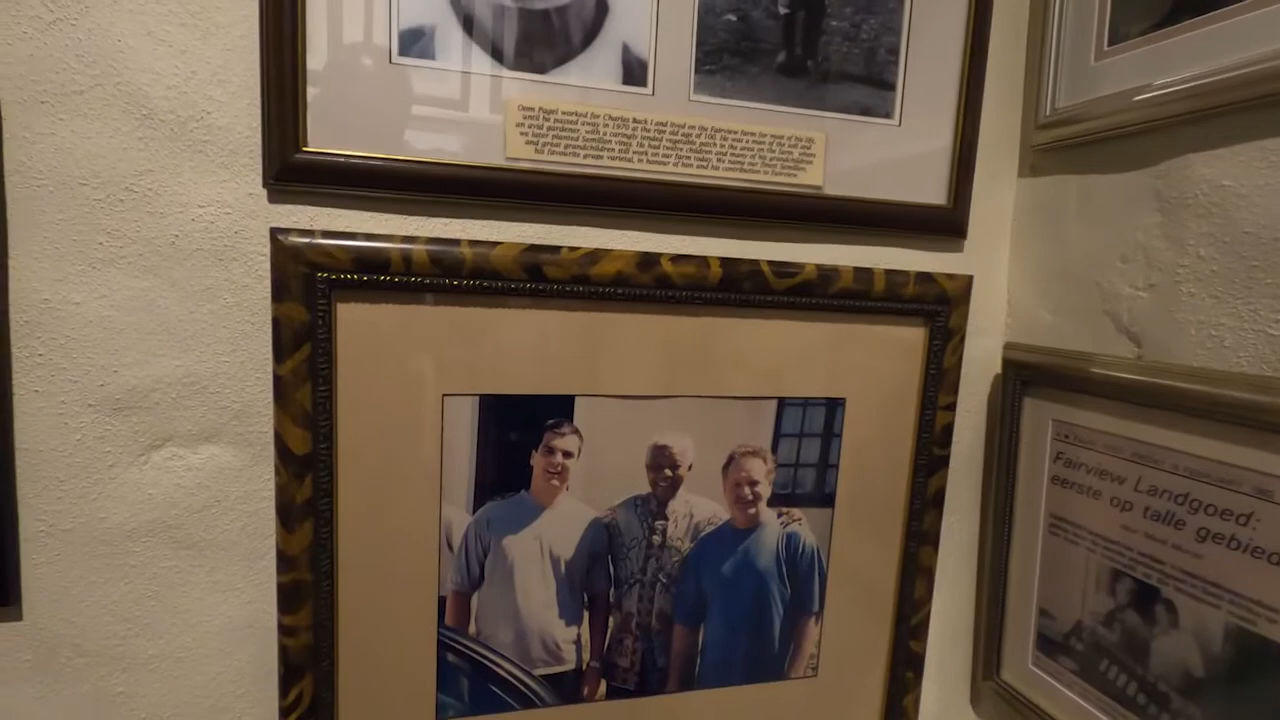 Oom Pagel worked for Charles Back I and lived on the Fairview farm for most of his life,
until he passed away in 1970 at the ripe old age of 100. He was a man of the soil and
an avid gardener, with a caringly tended vegetable patch in the area on the farm where
we later planted Semillon vines. He had twelve children and many of his grandchildren
and great grandchildren still work on our farm today. We name our finest Semillon,
his favourite grape varietal, in honour of him and his contribution to Fairview.
Fairview Landgoed:
eerste op talle gebied